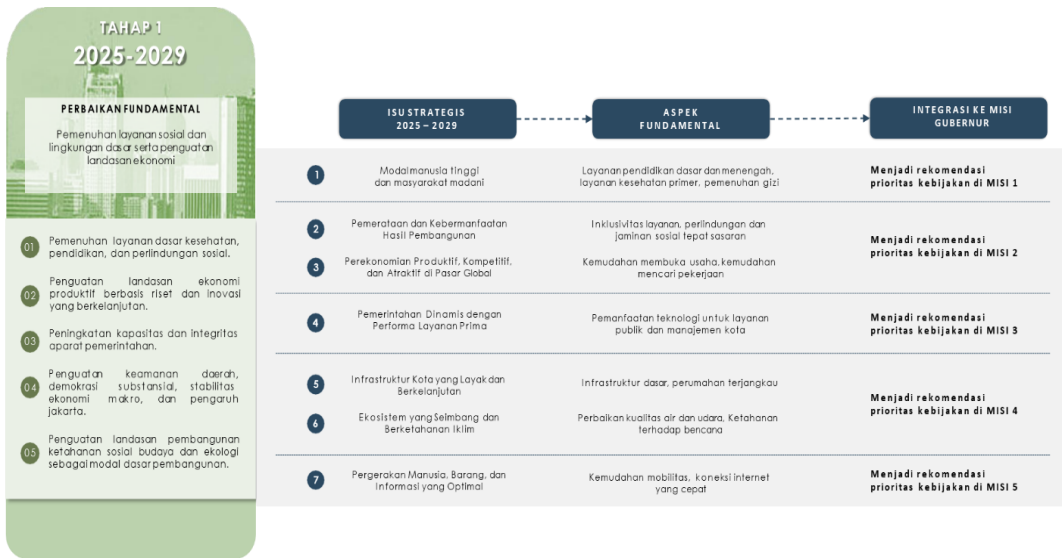 TAHAP 1
2025-2029
PERBAIKAN FUNDAMENTAL
Pemenuhan layanan sosial dan
lingkungan dasar serta penguatan
landasan ekonomi
01
Pemenuhan layanan dasar kesehatan,
pendidikan, dan perlindungan sosial.
02
Penguatan landasan ekonomi
produktif berbasis riset dan inovasi
yang berkelanjutan.
03
Peningkatan kapasitas dan integritas
aparat pemerintahan.
04
Penguatan keamanan daerah,
demokrasi substansial, stabilitas
ekonomi makro, dan pengaruh
jakarta.
05
Penguatan landasan pembangunan
ketahanan sosial budaya dan ekologi
sebagai modal dasar pembangunan.
ISU STRATEGIS
2025 – 2029
ASPEK
FUNDAMENTAL
INTEGRASI KE MISI
GUBERNUR
1
Modal manusia tinggi
dan masyarakat madani
Layanan pendidikan dasar dan menengah,
layanan kesehatan primer, pemenuhan gizi
Menjadi rekomendasi
prioritas kebijakan di MISI 1
2
Pemerataan dan Kebermanfaatan
Hasil Pembangunan
Inklusivitas layanan, perlindungan dan
jaminan sosial tepat sasaran
3
Perekonomian Produktif, Kompetitif,
dan Atraktif di Pasar Global
Kemudahan membuka usaha, kemudahan
mencari pekerjaan
Menjadi rekomendasi
prioritas kebijakan di MISI 2
4
Pemerintahan Dinamis dengan
Performa Layanan Prima
Pemanfaatan teknologi untuk layanan
publik dan manajemen kota
Menjadi rekomendasi
prioritas kebijakan di MISI 3
5
Infrastruktur Kota yang Layak dan
Berkelanjutan
Infrastruktur dasar, perumahan terjangkau
6
Ekosistem yang Seimbang dan
Berketahanan Iklim
Perbaikan kualitas air dan udara, Ketahanan
terhadap bencana
Menjadi rekomendasi
prioritas kebijakan di MISI 4
7
Pergerakan Manusia, Barang, dan
Informasi yang Optimal
Kemudahan mobilitas, koneksi internet
yang cepat
Menjadi rekomendasi
prioritas kebijakan di MISI 5